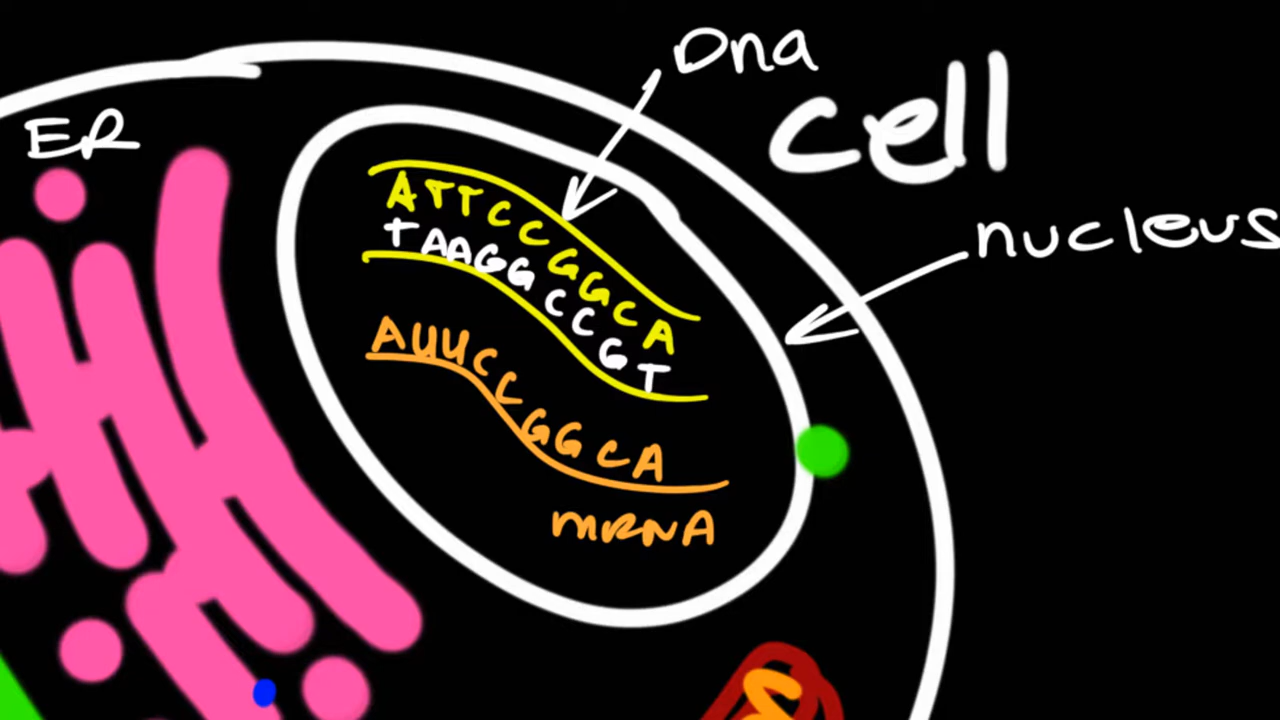 Dna
cell
ER
nucleus
ATTCCGGCA
TAAGGCCGT
AUUCCGGCA
mRNA